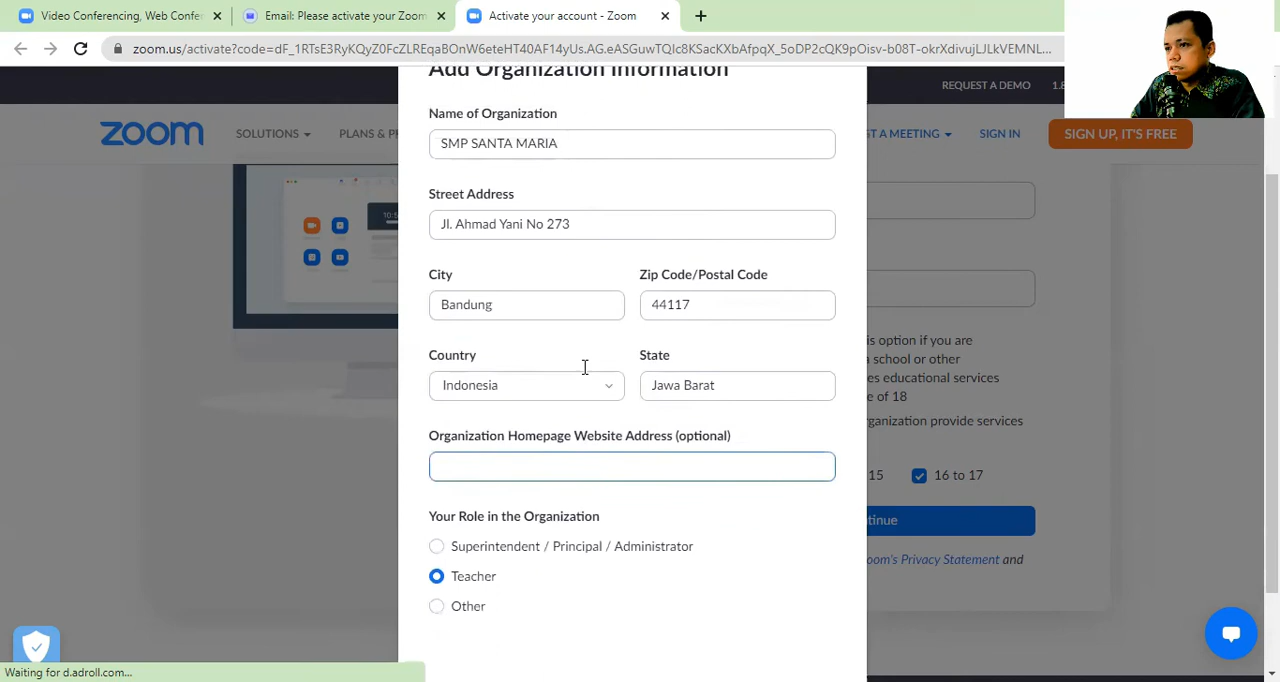 Video Conferencing, Web Confe
Email: Please activate your Zoom
Activate your account - Zoom
zoom.us/activate?code=dF_1RTsE3RyKQyZ0FcZLREqaBOnW6eteHT40AF14yUs.AG.eASGuwTQIc8KSacKXbAfpqX_5oDP2cQK9pOisv-b08T-okrXdivujLJLkVEMNL...
REQUEST A DEMO
1.8
zoom
SOLUTIONS
PLANS & PR
ST A MEETING
SIGN IN
SIGN UP, IT'S FREE
Add Organization Information
Name of Organization
SMP SANTA MARIA
Street Address
Jl. Ahmad Yani No 273
City
Zip Code/Postal Code
Bandung
44117
Country
State
Indonesia
Jawa Barat
Organization Homepage Website Address (optional)
Your Role in the Organization
Superintendent / Principal / Administrator
Teacher
Other
10:5
is option if you are
a school or other
es educational services
e of 18
rganization provide services
15
16 to 17
tinue
oom's Privacy Statement and
Waiting for d.adroll.com...